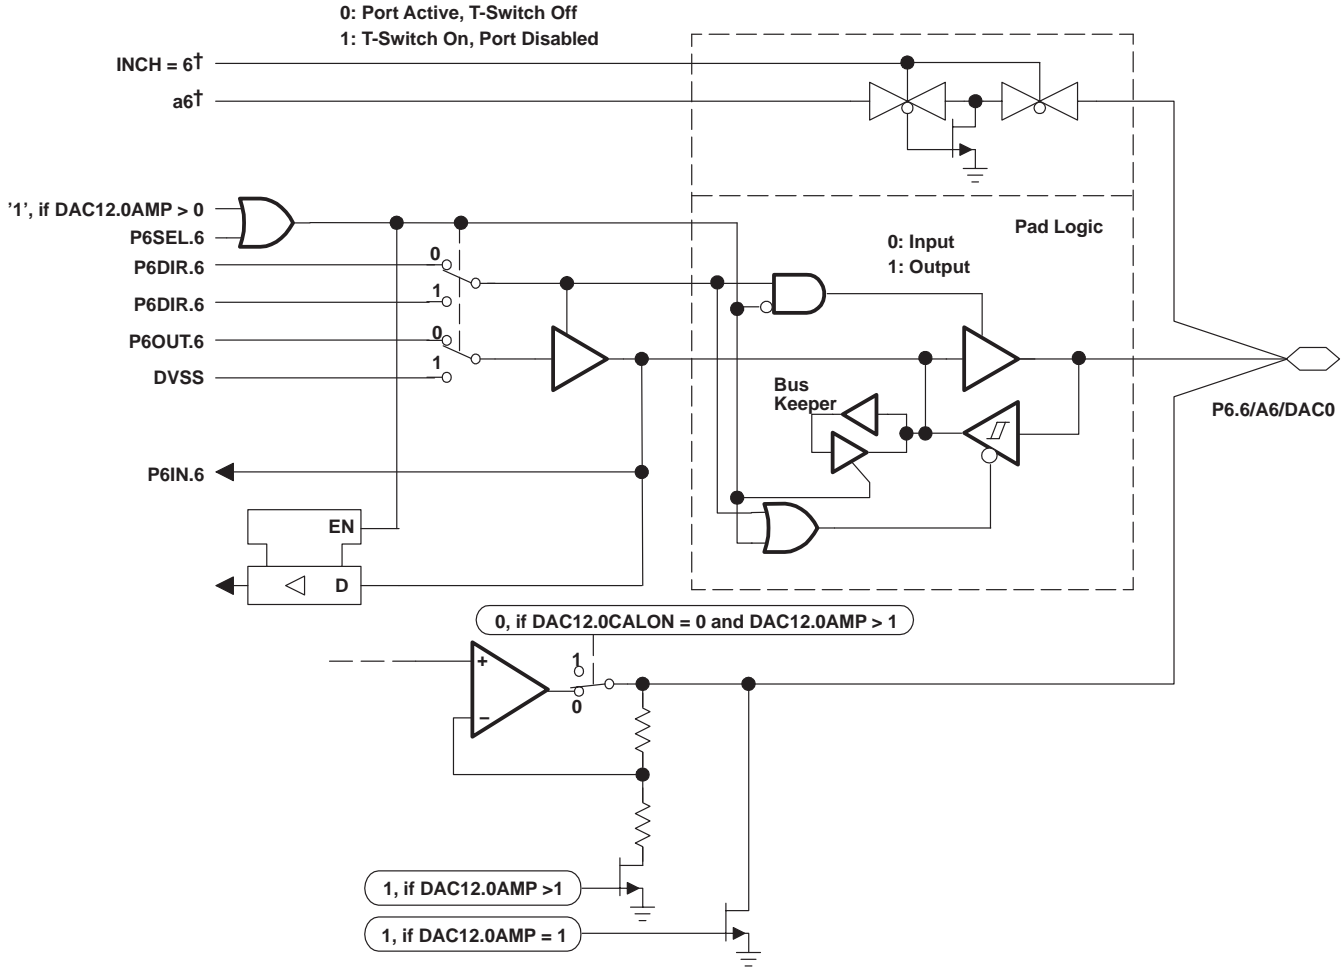 0: Port Active, T-Switch Off
1: T-Switch On, Port Disabled
INCH = 6†
a6†
'1', if DAC12.0AMP > 0
P6SEL.6
P6DIR.6
0
P6DIR.6
1
P6OUT.6
0
DVSS
1
Pad Logic
0: Input
1: Output
Bus
Keeper
P6.6/A6/DAC0
P6IN.6
EN
D
0, if DAC12.0CALON = 0 and DAC12.0AMP > 1
+
−
1
0
1, if DAC12.0AMP >1
1, if DAC12.0AMP = 1